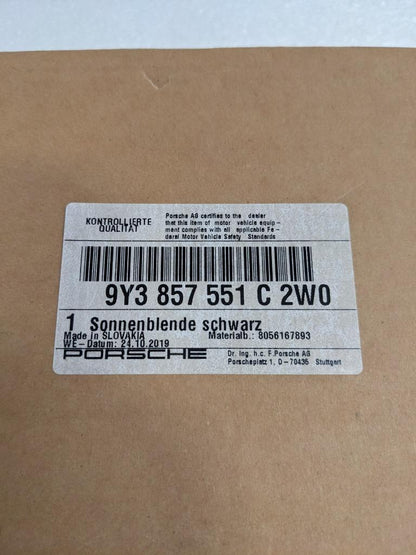 KONTROLLIERTE
QUALITÄT
Porsche AG certifies to the dealer
that this item of motor vehicle equip-
ment complies with all applicable Fe-
deral Motor Vehicle Safety Standards
9Y3 857 551 C 2W0
1 Sonnenblende schwarz
Made in SLOVAKIA Materialb.: 8056167893
WE-Datum: 24.10.2019
PORSCHE
Dr. Ing. h.c. F.Porsche AG
Porscheplatz 1, D-70435 Stuttgart